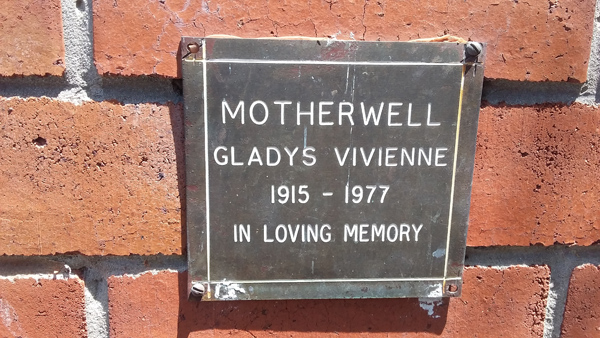 MOTHERWELL
GLADYS VIVIENNE
1915 - 1977
IN LOVING MEMORY